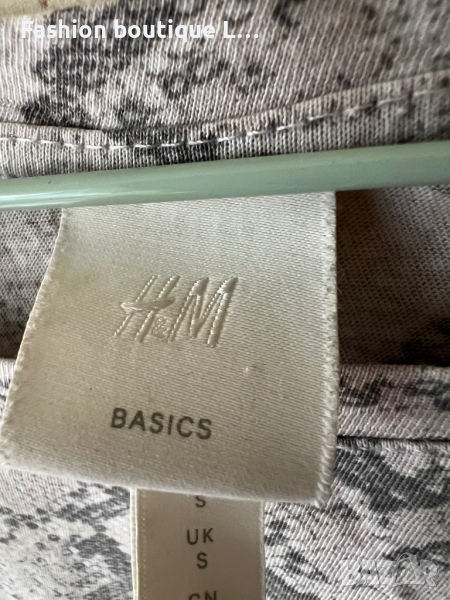 Fashion boutique L...
H&M
BASICS
S
UK
S
CN